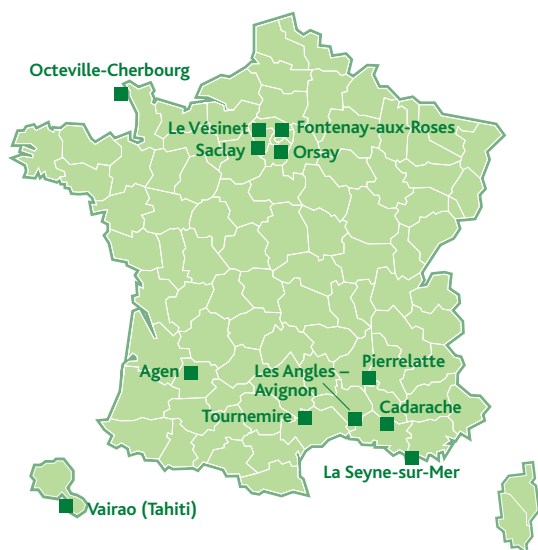 Octeville-Cherbourg
Le Vésinet
Fontenay-aux-Roses
Saclay
Orsay
Pierrelatte
Agen
Les Angles –
Avignon
Cadarache
Tournemire
La Seyne-sur-Mer
Vairao (Tahiti)